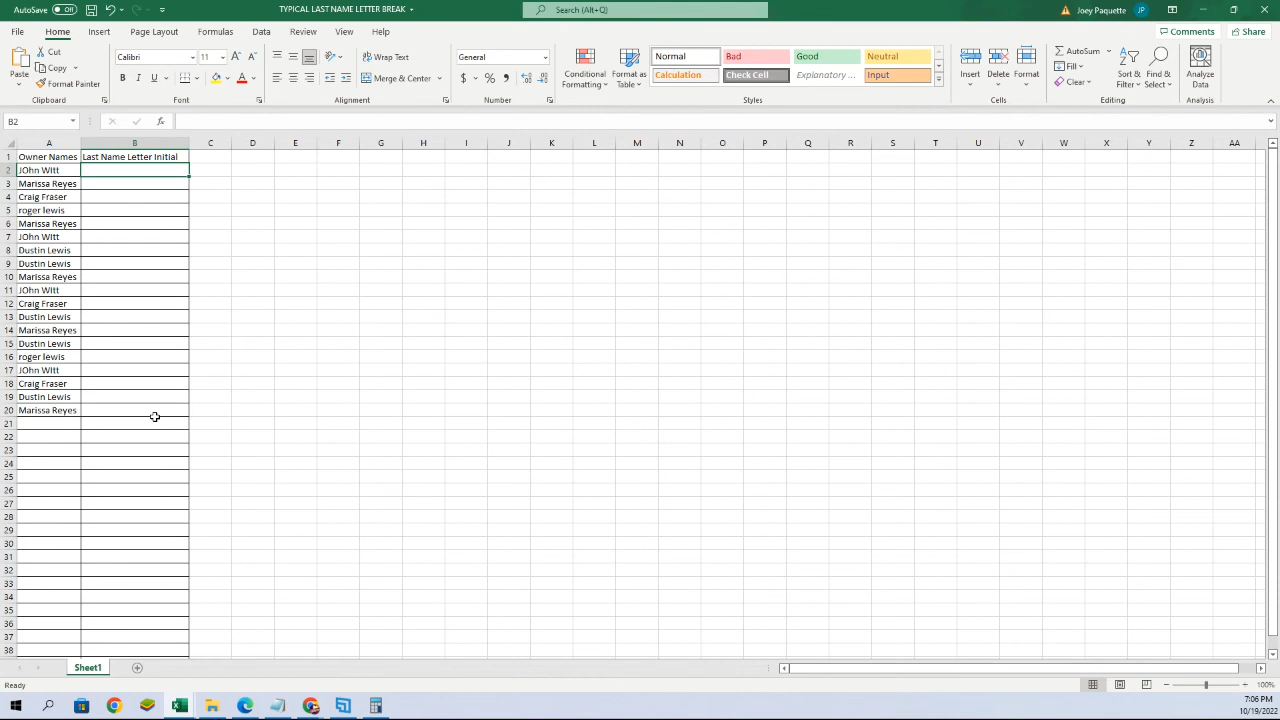 AutoSave Off TYPICAL LAST NAME LETTER BREAK Search (Alt+Q) Joey Paquette JP
File Home Insert Page Layout Formulas Data Review View Help Comments Share
Paste Cut Copy Format Painter Clipboard
Calibri 11 B I U Font
Wrap Text Merge & Center Alignment
General $ % Number
Conditional Formatting Format as Table
Normal Bad Good Neutral
Calculation Check Cell Explanatory ... Input
Styles
Insert Delete Format Cells
AutoSum Fill Clear Sort & Filter Find & Select Editing
Analyze Data Analysis
B2 fx
A B C D E F G H I J K L M N O P Q R S T U V W X Y Z AA
1 Owner Names Last Name Letter Initial
2 JOhn WItt
3 Marissa Reyes
4 Craig Fraser
5 roger lewis
6 Marissa Reyes
7 JOhn WItt
8 Dustin Lewis
9 Dustin Lewis
10 Marissa Reyes
11 JOhn WItt
12 Craig Fraser
13 Dustin Lewis
14 Marissa Reyes
15 Dustin Lewis
16 roger lewis
17 JOhn WItt
18 Craig Fraser
19 Dustin Lewis
20 Marissa Reyes
21
22
23
24
25
26
27
28
29
30
31
32
33
34
35
36
37
38
Sheet1
Ready 100%
7:06 PM
10/19/2022